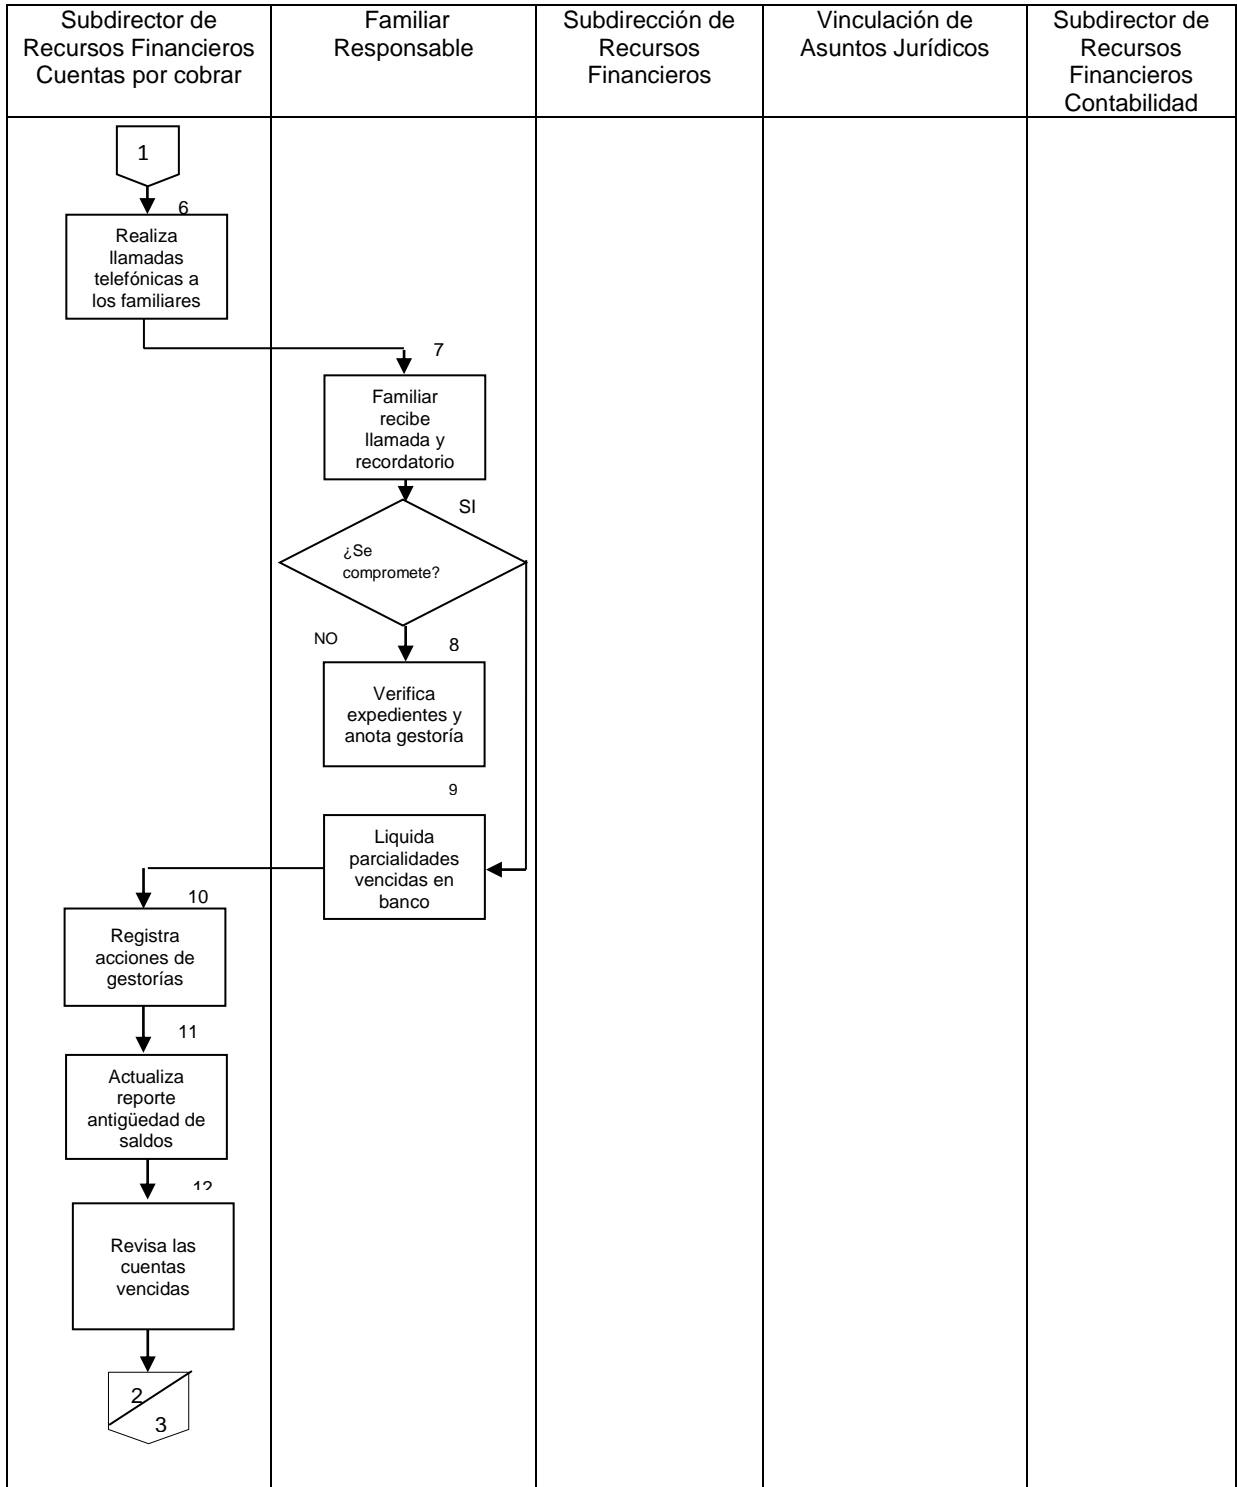 Subdirector de
Recursos Financieros
Cuentas por cobrar
Familiar
Responsable
Subdirección de
Recursos
Financieros
Vinculación de
Asuntos Jurídicos
Subdirector de
Recursos
Financieros
Contabilidad
1
6
Realiza
llamadas
telefónicas a
los familiares
7
Familiar
recibe
llamada y
recordatorio
SI
¿Se
compromete?
NO
8
Verifica
expedientes y
anota gestoría
9
Liquida
parcialidades
vencidas en
banco
10
Registra
acciones de
gestorías
11
Actualiza
reporte
antigüedad de
saldos
12
Revisa las
cuentas
vencidas
2
3